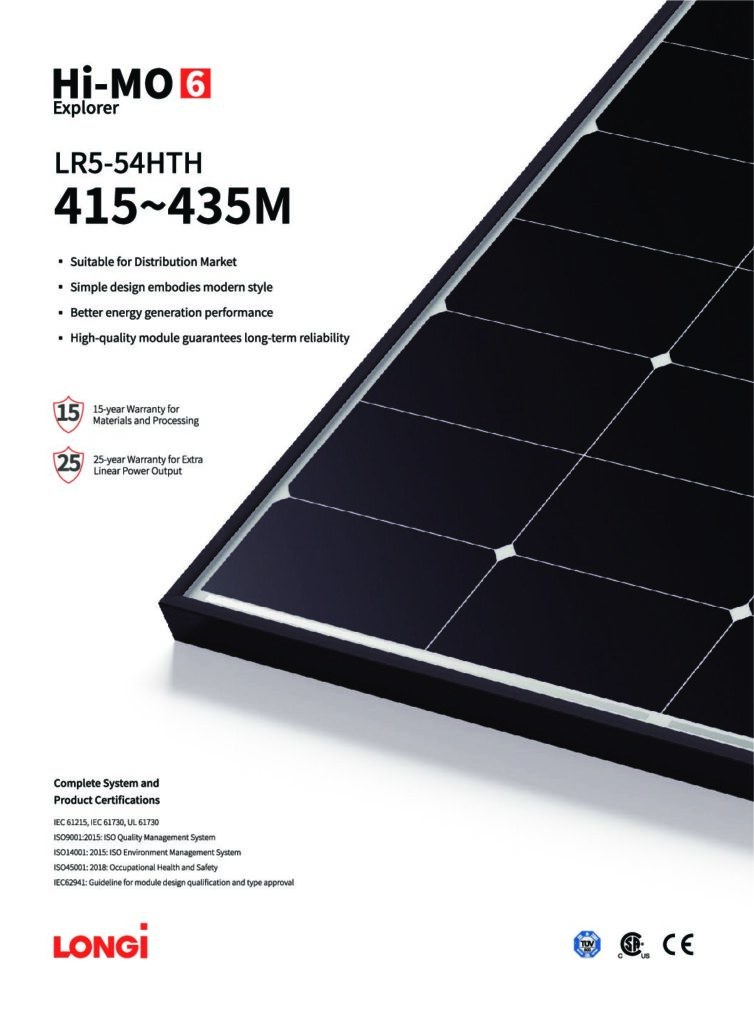 Hi-MO 6
Explorer
LR5-54HTH
415~435M
▪ Suitable for Distribution Market
▪ Simple design embodies modern style
▪ Better energy generation performance
▪ High-quality module guarantees long-term reliability
15
15-year Warranty for
Materials and Processing
25
25-year Warranty for Extra
Linear Power Output
Complete System and
Product Certifications
IEC 61215, IEC 61730, UL 61730
ISO9001:2015: ISO Quality Management System
ISO14001: 2015: ISO Environment Management System
ISO45001: 2018: Occupational Health and Safety
IEC62941: Guideline for module design qualification and type approval
LONGi
TÜV
C SA US
CE